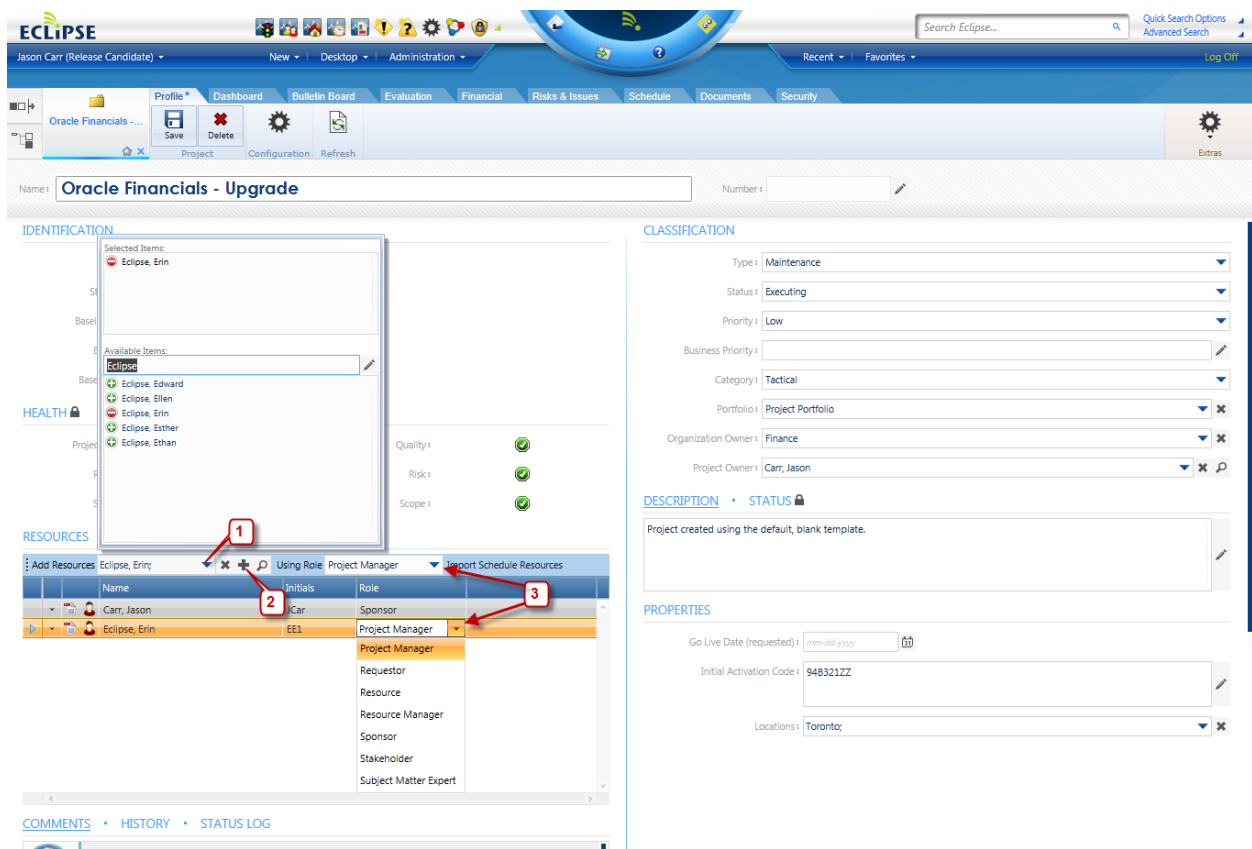 ECLiPSE
Search Eclipse...
Quick Search Options
Advanced Search
Jason Carr (Release Candidate)
New
Desktop
Administration
Recent
Favorites
Log Off
Profile*
Dashboard
Bulletin Board
Evaluation
Financial
Risks & Issues
Schedule
Documents
Security
Oracle Financials -...
Save
Delete
Project
Configuration
Refresh
Extras
Name:
Oracle Financials - Upgrade
Number:
IDENTIFICATION
St
Basel
Base
Selected Items:
Eclipse, Erin
Available Items:
Eclipse
Eclipse, Edward
Eclipse, Ellen
Eclipse, Erin
Eclipse, Esther
Eclipse, Ethan
HEALTH
Projec
Quality:
Risk:
Scope:
RESOURCES
1
Add Resources Eclipse, Erin;
Using Role Project Manager
Import Schedule Resources
2
3
Name
Initials
Role
Carr, Jason
JCar
Sponsor
Eclipse, Erin
EE1
Project Manager
Project Manager
Requestor
Resource
Resource Manager
Sponsor
Stakeholder
Subject Matter Expert
COMMENTS • HISTORY • STATUS LOG
CLASSIFICATION
Type: Maintenance
Status: Executing
Priority: Low
Business Priority:
Category: Tactical
Portfolio: Project Portfolio
Organization Owner: Finance
Project Owner: Carr, Jason
DESCRIPTION • STATUS
Project created using the default, blank template.
PROPERTIES
Go Live Date (requested): mm-dd-yyyy
Initial Activation Code: 94B321ZZ
Locations: Toronto;